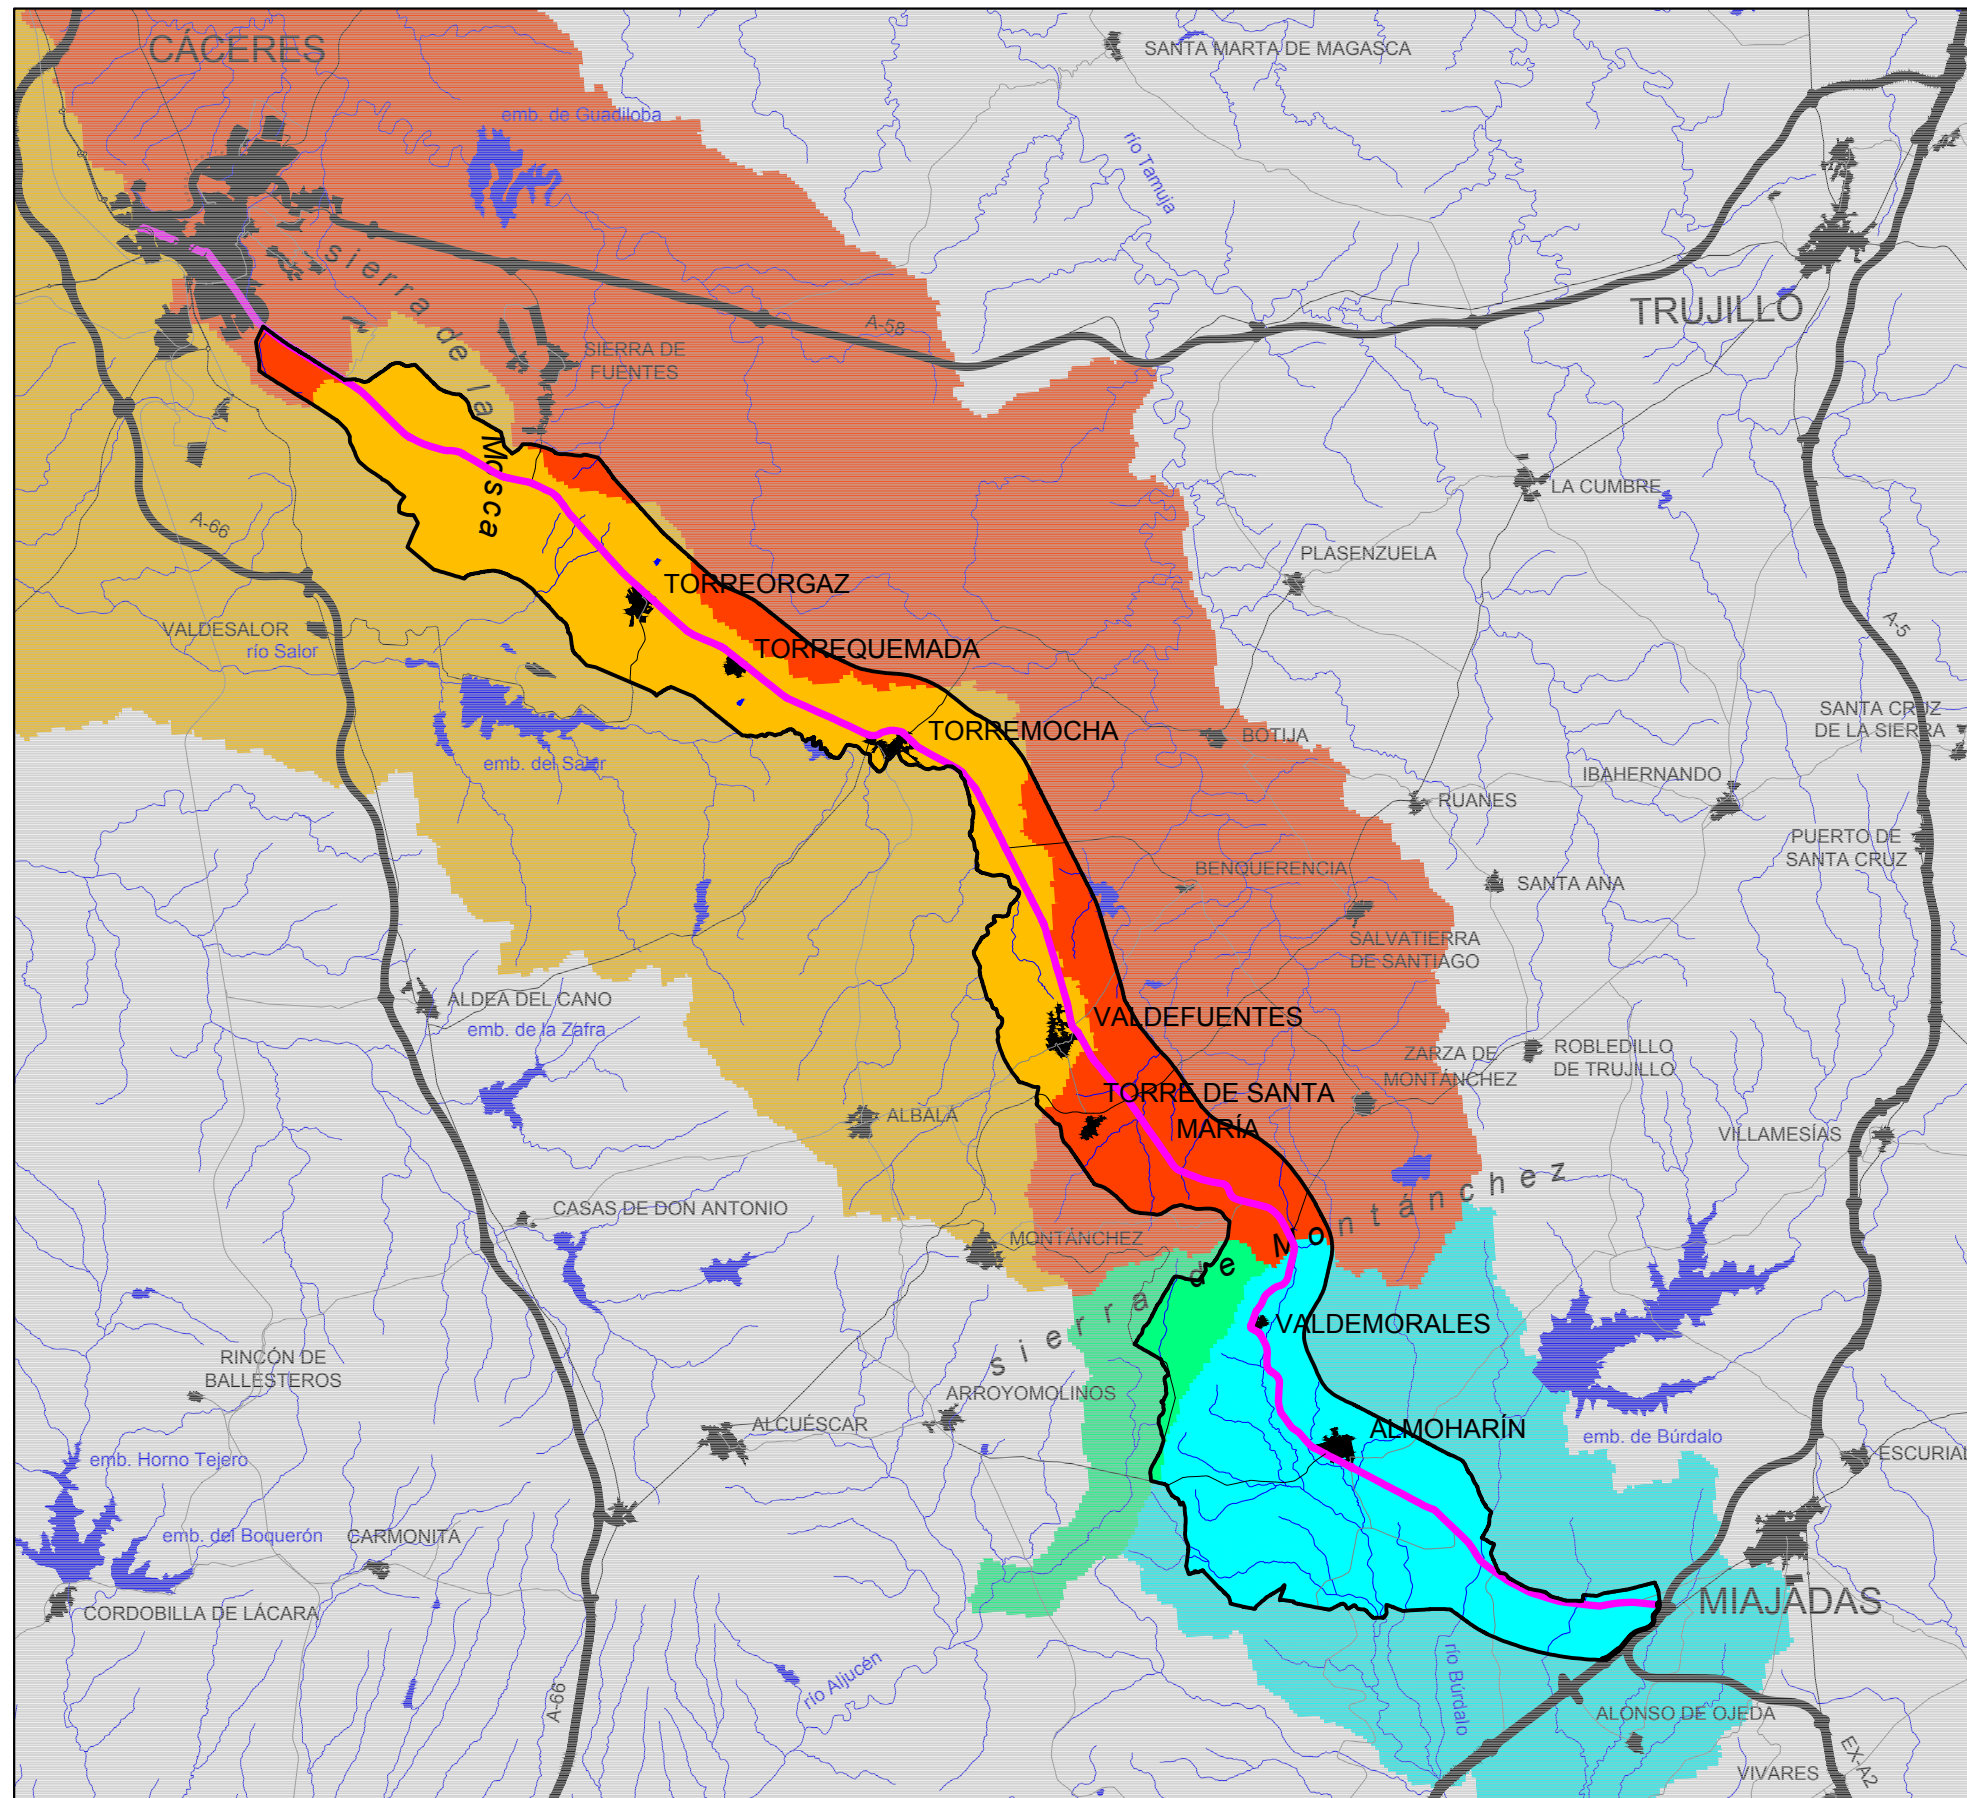 CÁCERES
SANTA MARTA DE MAGASCA
emb. de Guadiloba
río Tamuja
sierra de la Mosca
A-58
TRUJILLO
SIERRA DE
FUENTES
LA CUMBRE
A-66
PLASENZUELA
TORREORGAZ
VALDESALOR
río Salor
TORREQUEMADA
A-5
TORREMOCHA
BOTIJA
SANTA CRUZ
DE LA SIERRA
emb. del Salor
IBAHERNANDO
RUANES
PUERTO DE
SANTA CRUZ
BENQUERENCIA
SANTA ANA
SALVATIERRA
DE SANTIAGO
ALDEA DEL CANO
emb. de la Zafra
VALDEFUENTES
ZARZA DE
MONTÁNCHEZ
ROBLEDILLO
DE TRUJILLO
TORRE DE SANTA
MARÍA
ALBALÁ
VILLAMESÍAS
CASAS DE DON ANTONIO
MONTÁNCHEZ
sierra de Montánchez
VALDEMORALES
RINCÓN DE
BALLESTEROS
ARROYOMOLINOS
ALCUÉSCAR
ALMOHARÍN
emb. de Búrdalo
emb. Horno Tejero
ESCURIAL
emb. del Boquerón
CARMONITA
CORDOBILLA DE LÁCARA
MIAJADAS
río Aljucén
río Búrdalo
A-66
ALONSO DE OJEDA
EX-A2
VIVARES